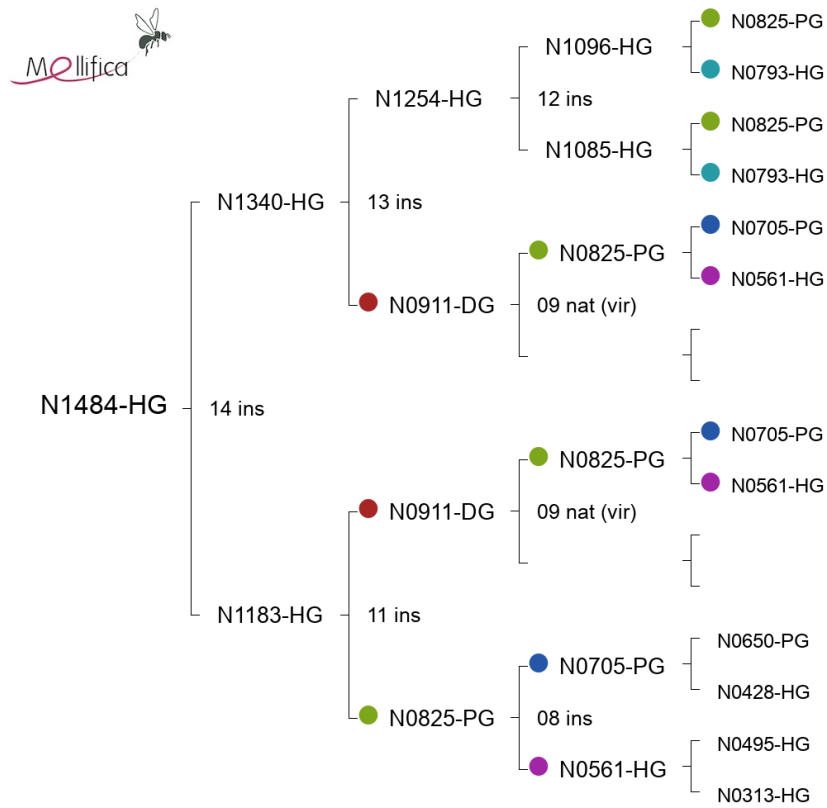 Mellifica
N0825-PG
N1096-HG
N0793-HG
N1254-HG
12 ins
N0825-PG
N1085-HG
N0793-HG
N1340-HG
13 ins
N0705-PG
N0825-PG
N0561-HG
N0911-DG
09 nat (vir)
N1484-HG
14 ins
N0705-PG
N0825-PG
N0561-HG
N0911-DG
09 nat (vir)
N1183-HG
11 ins
N0650-PG
N0705-PG
N0428-HG
N0825-PG
08 ins
N0495-HG
N0561-HG
N0313-HG